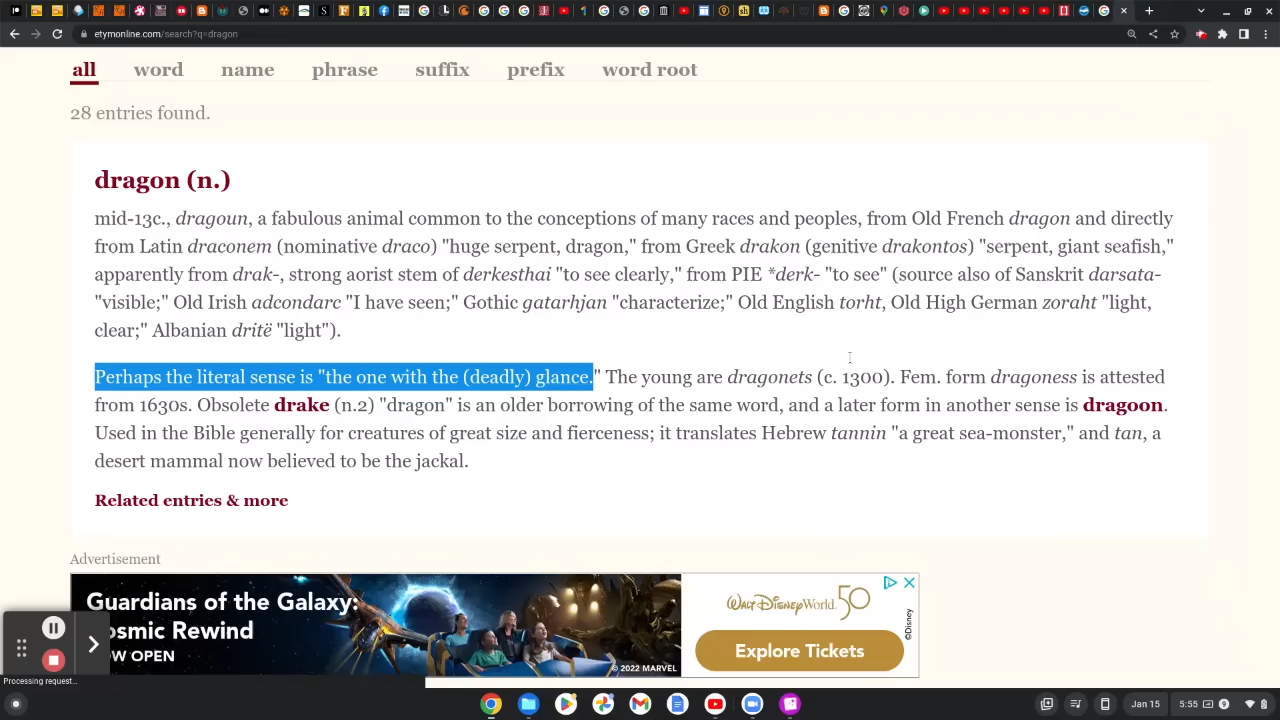 etymonline.com/search?q=dragon
all word name phrase suffix prefix word root
28 entries found.
dragon (n.)
mid-13c., dragoun, a fabulous animal common to the conceptions of many races and peoples, from Old French dragon and directly
from Latin draconem (nominative draco) "huge serpent, dragon," from Greek drakon (genitive drakontos) "serpent, giant seafish,"
apparently from drak-, strong aorist stem of derkesthai "to see clearly," from PIE *derk- "to see" (source also of Sanskrit darsata-
"visible;" Old Irish adcondarc "I have seen;" Gothic gatarhjan "characterize;" Old English torht, Old High German zoraht "light,
clear;" Albanian dritë "light").
Perhaps the literal sense is "the one with the (deadly) glance." The young are dragonets (c. 1300). Fem. form dragoness is attested
from 1630s. Obsolete drake (n.2) "dragon" is an older borrowing of the same word, and a later form in another sense is dragoon.
Used in the Bible generally for creatures of great size and fierceness; it translates Hebrew tannin "a great sea-monster," and tan, a
desert mammal now believed to be the jackal.
Related entries & more
Advertisement
Guardians of the Galaxy:
osmic Rewind
OW OPEN
© 2022 MARVEL
Walt Disney World 50
Explore Tickets
©Disney
Processing request...
Jan 15 5:55